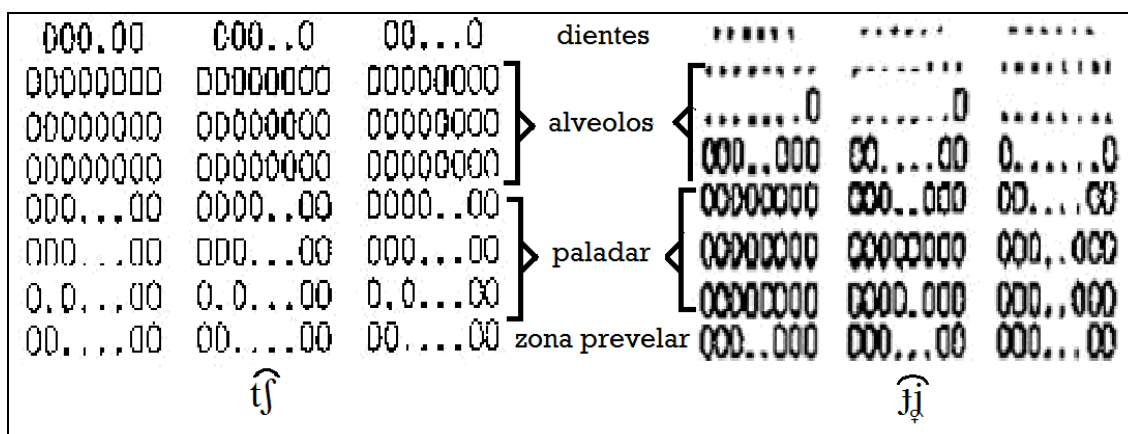 dientes
alveolos
paladar
zona prevelar
t͡ʃ
ɟ͡ʝ̟